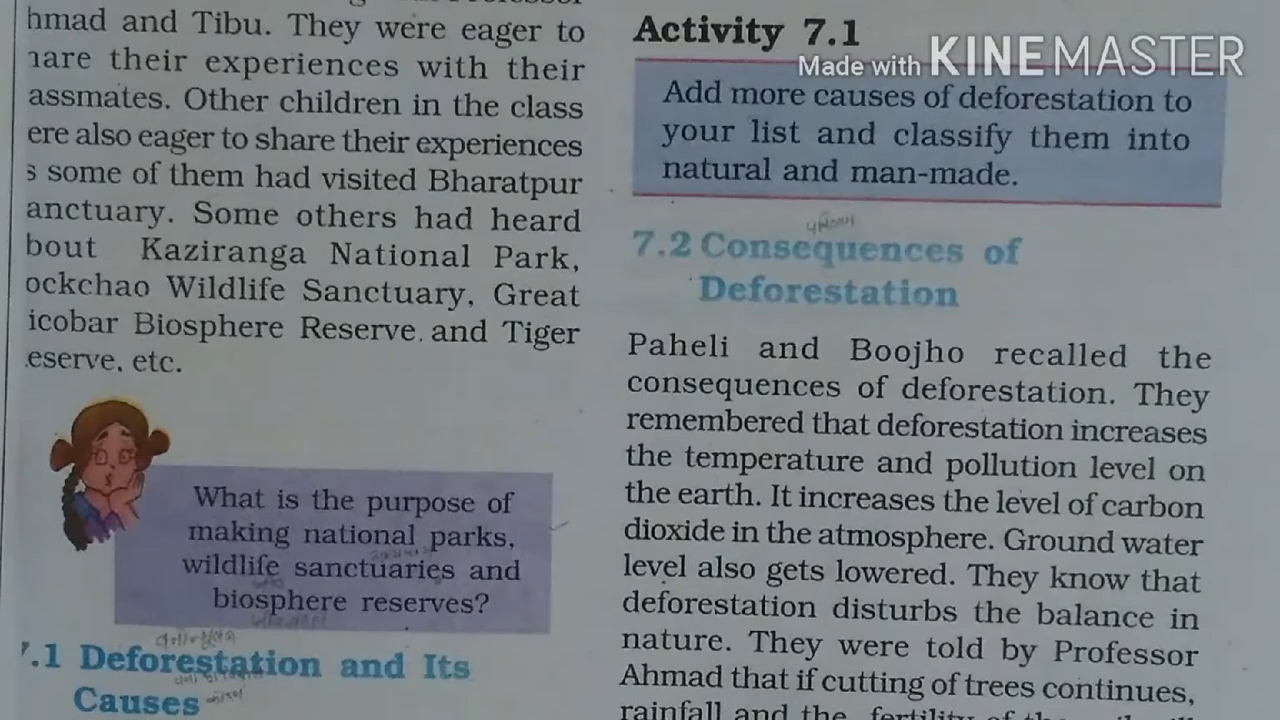 hmad and Tibu. They were eager to
their experiences with their
assmates. Other children in the class
ere also eager to share their experiences
s some of them had visited Bharatpur
anctuary. Some others had heard
bout Kaziranga National Park,
ockchao Wildlife Sanctuary, Great
icobar Biosphere Reserve and Tiger
eserve, etc.
What is the purpose of
making national parks,
wildlife sanctuaries and
biosphere reserves?
.1 Deforestation and Its
Causes
Activity 7.1
Made with KINEMASTER
Add more causes of deforestation to
your list and classify them into
natural and man-made.
7.2 Consequences of
Deforestation
Paheli and Boojho recalled the
consequences of deforestation. They
remembered that deforestation increases
the temperature and pollution level on
the earth. It increases the level of carbon
dioxide in the atmosphere. Ground water
level also gets lowered. They know that
deforestation disturbs the balance in
nature. They were told by Professor
Ahmad that if cutting of trees continues,
rainfall and the fertility of the